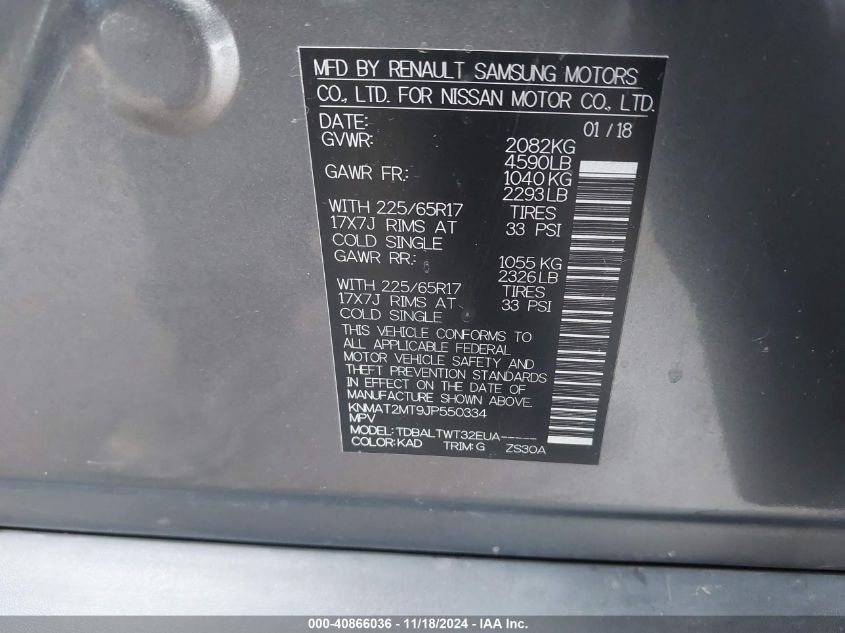 MFD BY RENAULT SAMSUNG MOTORS
CO., LTD. FOR NISSAN MOTOR CO., LTD.
DATE: 01/18
GVWR: 2082KG
4590LB
GAWR FR: 1040KG
2293LB
WITH 225/65R17 TIRES
17X7J RIMS AT 33 PSI
COLD SINGLE
GAWR RR: 1055 KG
2326LB
WITH 225/65R17 TIRES
17X7J RIMS AT 33 PSI
COLD SINGLE
THIS VEHICLE CONFORMS TO
ALL APPLICABLE FEDERAL
MOTOR VEHICLE SAFETY AND
THEFT PREVENTION STANDARDS
IN EFFECT ON THE DATE OF
MANUFACTURE SHOWN ABOVE.
KNMAT2MT9JP550334
MPV
MODEL: TDBALTWT32EUA-----
COLOR: KAD TRIM: G ZS30A
000-40866036 - 11/18/2024 - IAA Inc.